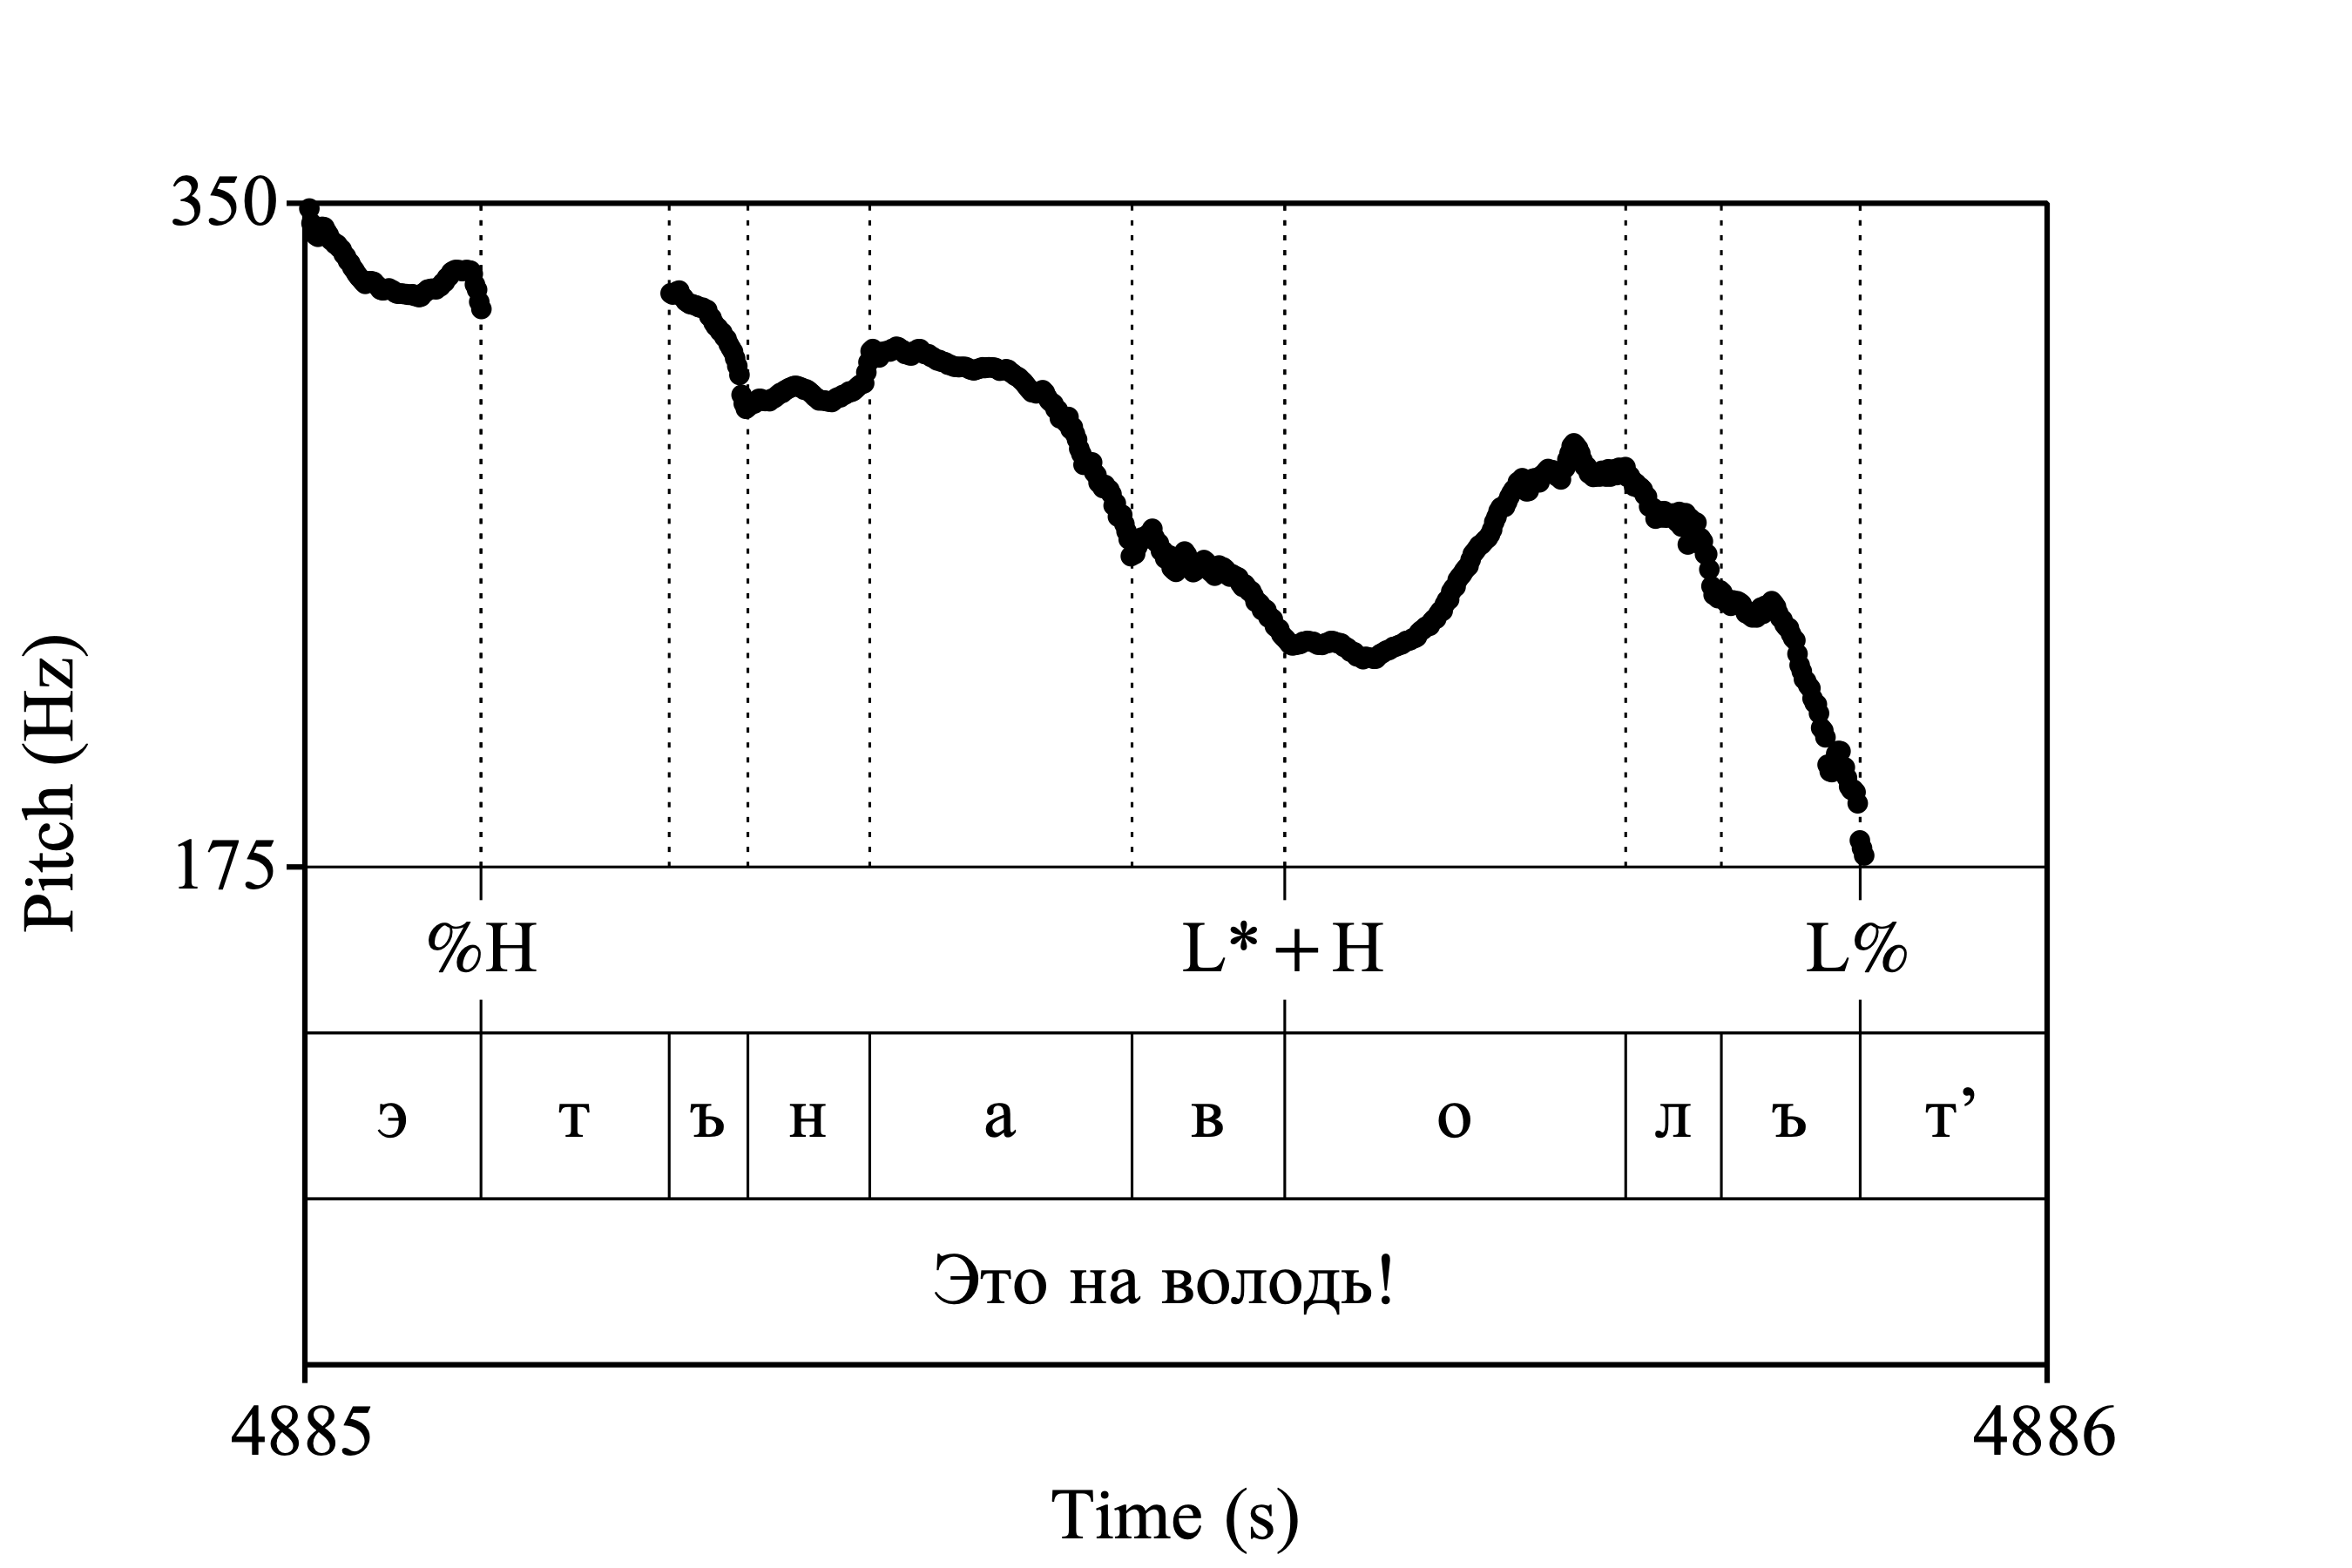 350
175
Pitch (Hz)
%H L*+H L%
э т ъ н а в о л ъ т’
Это на володь!
4885 4886
Time (s)